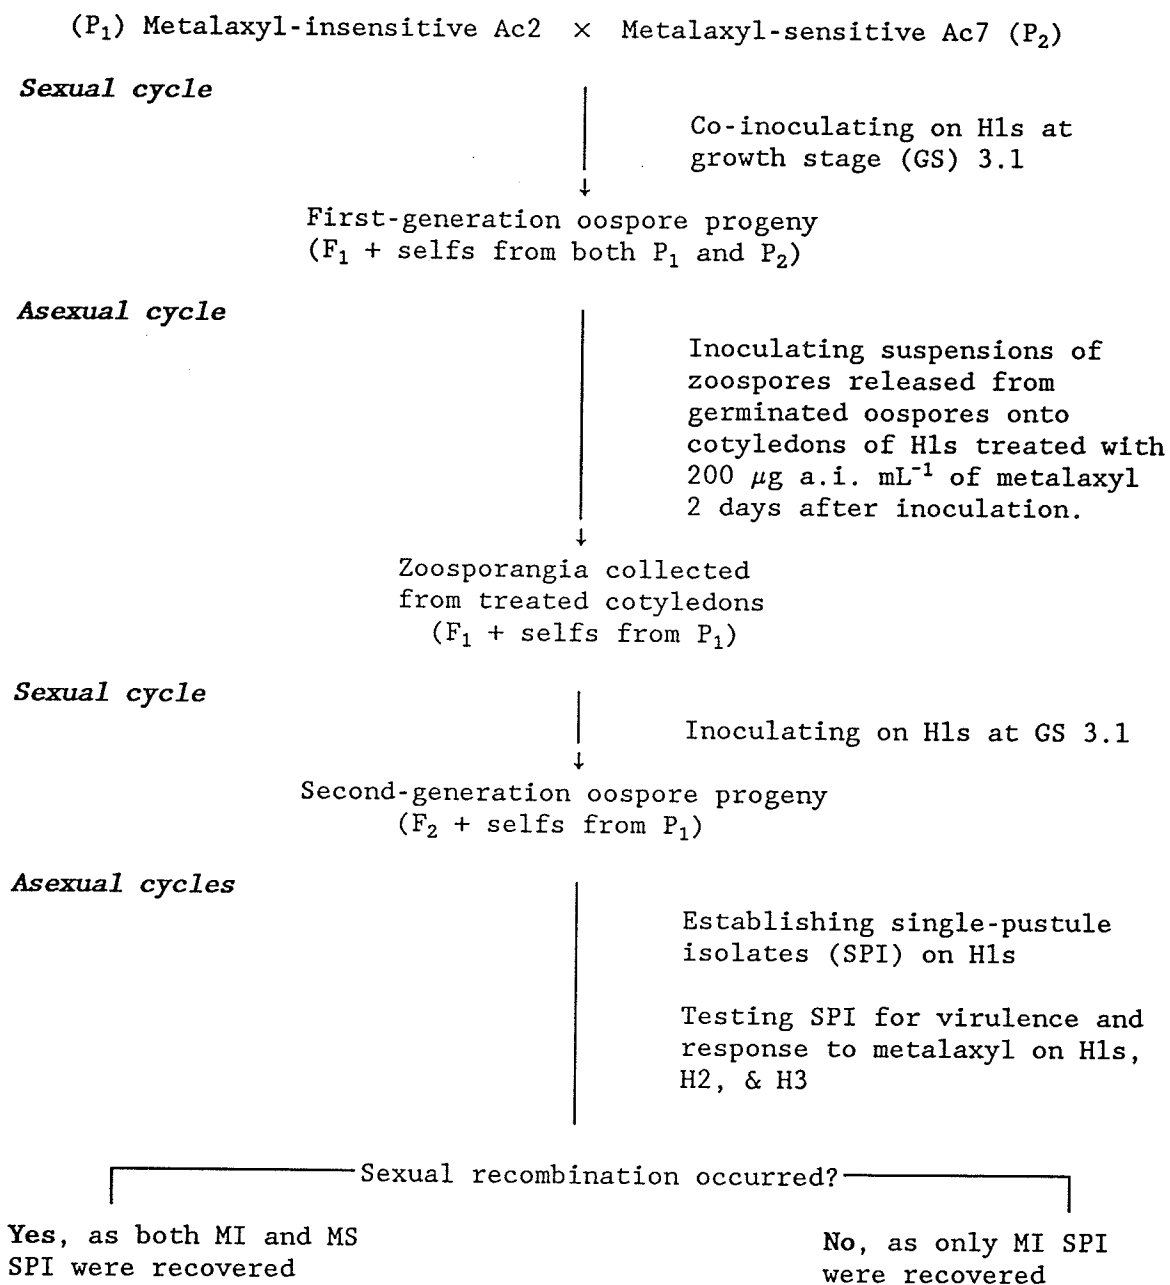 (P₁) Metalaxyl-insensitive Ac2 × Metalaxyl-sensitive Ac7 (P₂)
Sexual cycle
Co-inoculating on H1s at
growth stage (GS) 3.1
First-generation oospore progeny
(F₁ + selfs from both P₁ and P₂)
Asexual cycle
Inoculating suspensions of
zoospores released from
germinated oospores onto
cotyledons of H1s treated with
200 μg a.i. mL⁻¹ of metalaxyl
2 days after inoculation.
Zoosporangia collected
from treated cotyledons
(F₁ + selfs from P₁)
Sexual cycle
Inoculating on H1s at GS 3.1
Second-generation oospore progeny
(F₂ + selfs from P₁)
Asexual cycles
Establishing single-pustule
isolates (SPI) on H1s
Testing SPI for virulence and
response to metalaxyl on H1s,
H2, & H3
Sexual recombination occurred?
Yes, as both MI and MS
SPI were recovered
No, as only MI SPI
were recovered